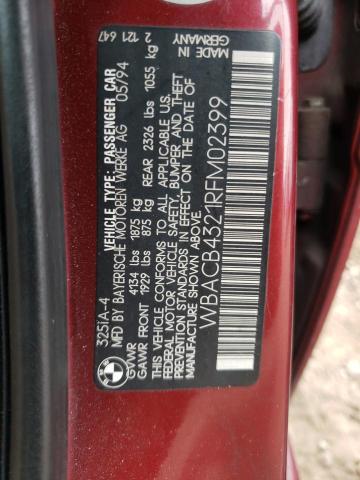 325iA-4
VEHICLE TYPE: PASSENGER CAR
MFD BY BAYERISCHE MOTOREN WERKE AG 05/94
GVWR 4134 lbs 1875 kg
GAWR FRONT 1929 lbs 875 kg REAR 2326 lbs 1055 kg
THIS VEHICLE CONFORMS TO ALL APPLICABLE U.S.
FEDERAL MOTOR VEHICLE SAFETY, BUMPER AND THEFT
PREVENTION STANDARDS IN EFFECT ON THE DATE OF
MANUFACTURE SHOWN ABOVE.
WBACB4321RFM02399
2 121 647
MADE IN
GERMANY
BMW